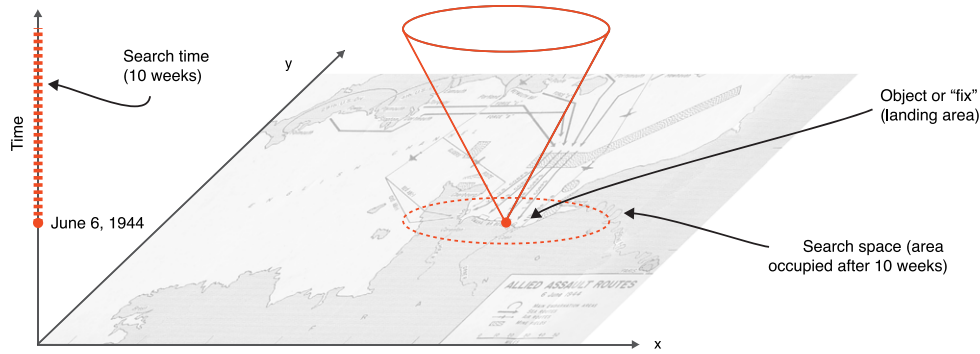 Search time
(10 weeks)
y
Object or “fix”
(landing area)
Time
June 6, 1944
Search space (area
occupied after 10 weeks)
ALLIED ASSAULT ROUTES
6 June 1944
x